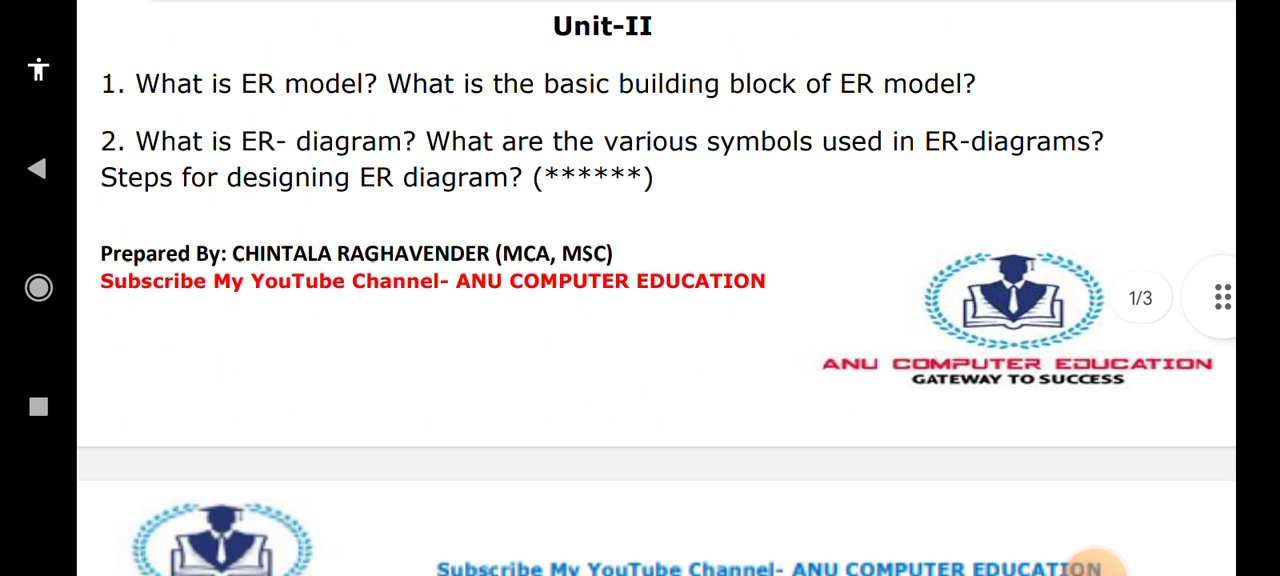 Unit-II
1. What is ER model? What is the basic building block of ER model?
2. What is ER- diagram? What are the various symbols used in ER-diagrams?
Steps for designing ER diagram? (******)
Prepared By: CHINTALA RAGHAVENDER (MCA, MSC)
Subscribe My YouTube Channel- ANU COMPUTER EDUCATION
1/3
ANU COMPUTER EDUCATION
GATEWAY TO SUCCESS
Subscribe My YouTube Channel- ANU COMPUTER EDUCATION